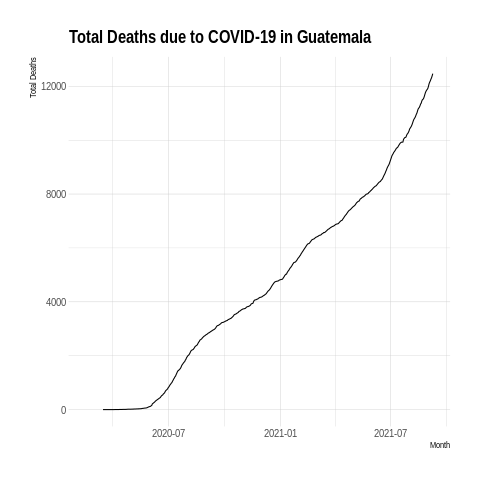 Total Deaths due to COVID-19 in Guatemala
Total Deaths
12000
8000
4000
0
2020-07 2021-01 2021-07
Month